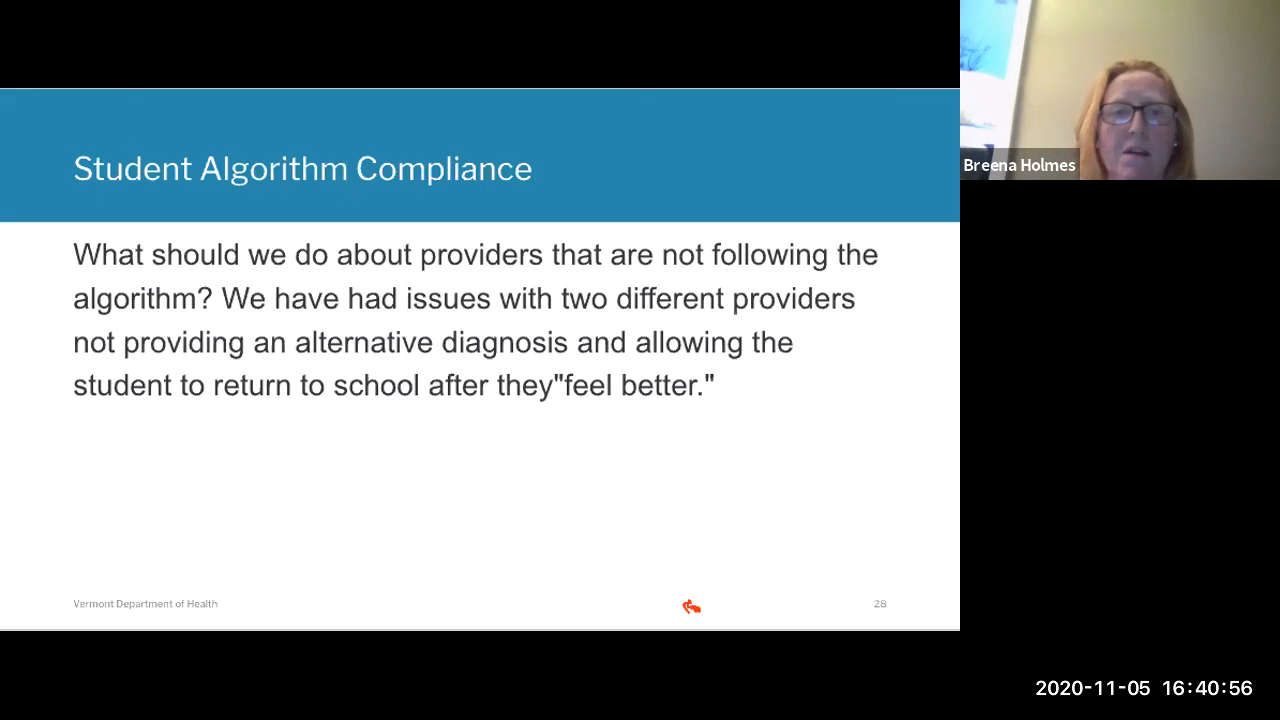 Student Algorithm Compliance
What should we do about providers that are not following the
algorithm? We have had issues with two different providers
not providing an alternative diagnosis and allowing the
student to return to school after they"feel better."
Vermont Department of Health
28
Breena Holmes
2020-11-05 16:40:56